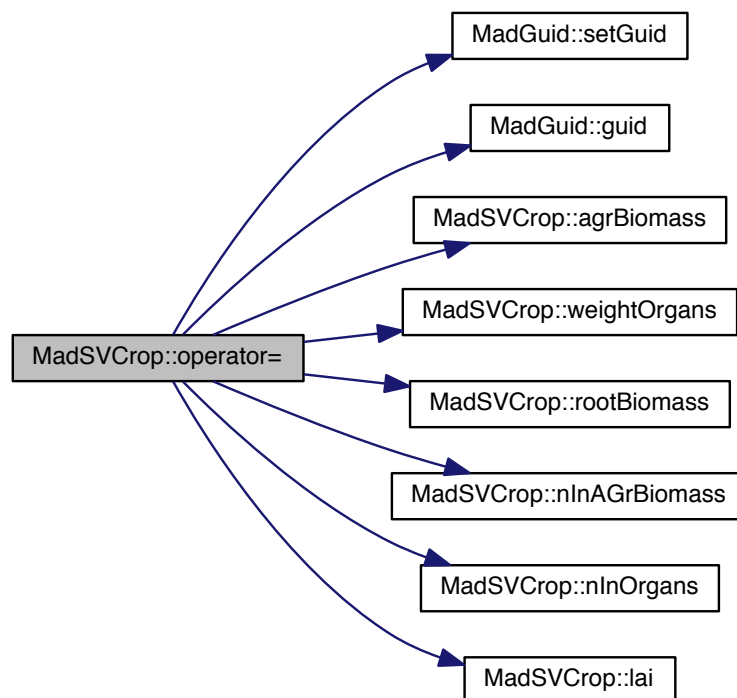 MadGuid::setGuid
MadGuid::guid
MadSVCrop::agrBiomass
MadSVCrop::weightOrgans
MadSVCrop::operator=
MadSVCrop::rootBiomass
MadSVCrop::nInAGrBiomass
MadSVCrop::nInOrgans
MadSVCrop::lai